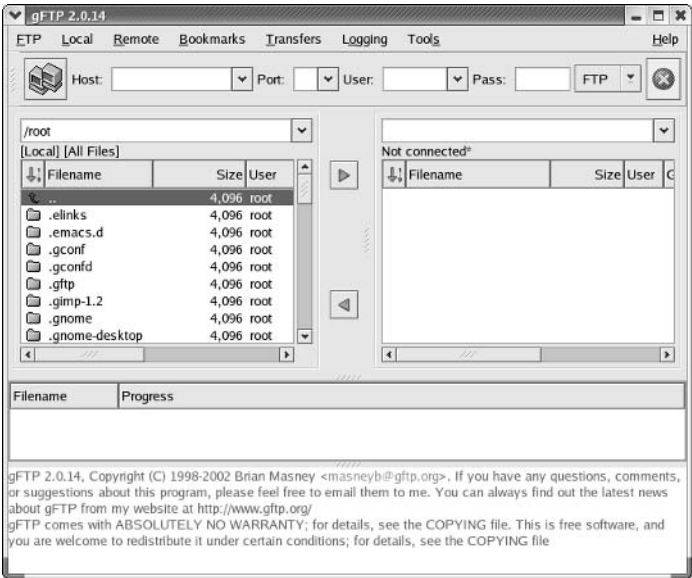 gFTP 2.0.14
FTP Local Remote Bookmarks Transfers Logging Tools Help
Host: Port: User: Pass: FTP
/root
[Local] [All Files]
Filename Size User
.. 4,096 root
.elinks 4,096 root
.emacs.d 4,096 root
.gconf 4,096 root
.gconfd 4,096 root
.gftp 4,096 root
.gimp-1.2 4,096 root
.gnome 4,096 root
.gnome-desktop 4,096 root
Not connected*
Filename Size User G
Filename Progress
gFTP 2.0.14, Copyright (C) 1998-2002 Brian Masney <masneyb@gftp.org>. If you have any questions, comments,
or suggestions about this program, please feel free to email them to me. You can always find out the latest news
about gFTP from my website at http://www.gftp.org/
gFTP comes with ABSOLUTELY NO WARRANTY; for details, see the COPYING file. This is free software, and
you are welcome to redistribute it under certain conditions; for details, see the COPYING file